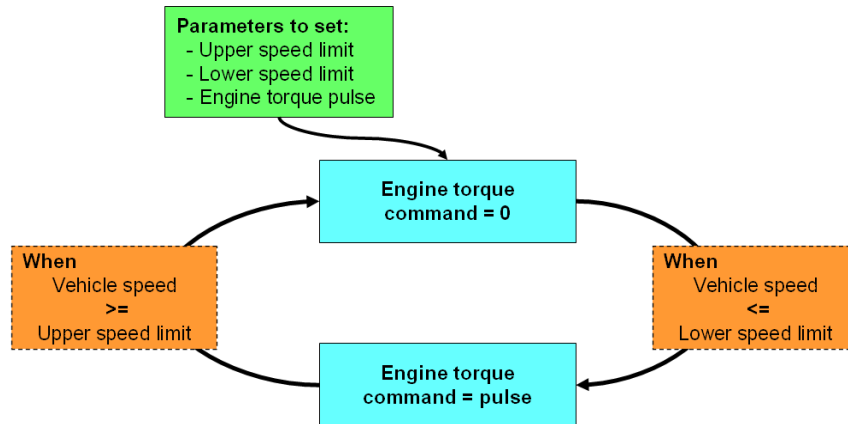 Parameters to set:
- Upper speed limit
- Lower speed limit
- Engine torque pulse
Engine torque
command = 0
When
Vehicle speed
>=
Upper speed limit
When
Vehicle speed
<=
Lower speed limit
Engine torque
command = pulse